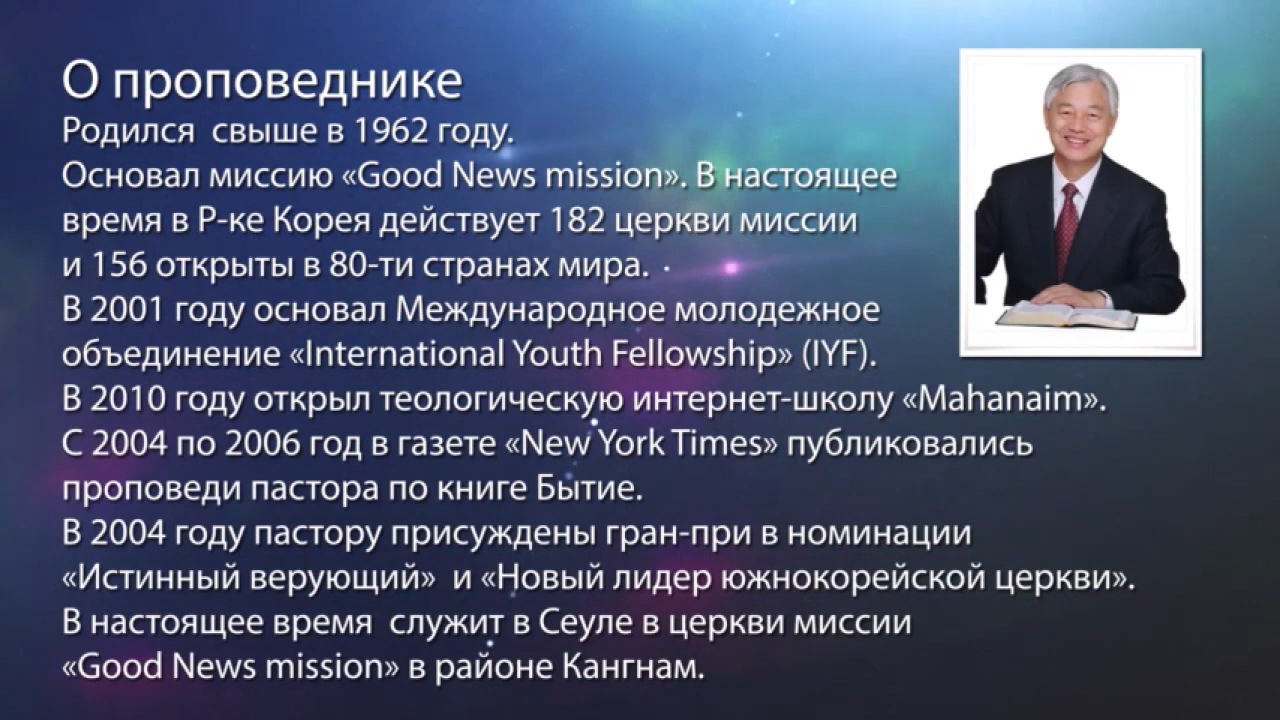 О проповеднике
Родился свыше в 1962 году.
Основал миссию «Good News mission». В настоящее
время в Р-ке Корея действует 182 церкви миссии
и 156 открыты в 80-ти странах мира.
В 2001 году основал Международное молодежное
объединение «International Youth Fellowship» (IYF).
В 2010 году открыл теологическую интернет-школу «Mahanaim».
С 2004 по 2006 год в газете «New York Times» публиковались
проповеди пастора по книге Бытие.
В 2004 году пастору присуждены гран-при в номинации
«Истинный верующий» и «Новый лидер южнокорейской церкви».
В настоящее время служит в Сеуле в церкви миссии
«Good News mission» в районе Кангнам.